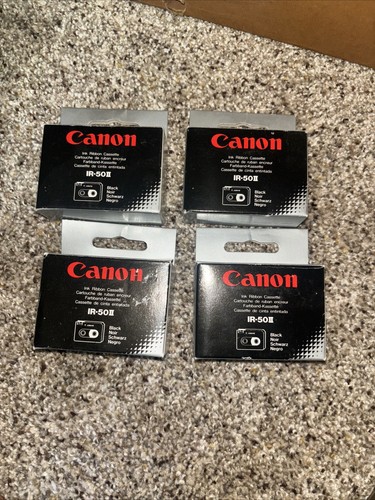 Canon
Ink Ribbon Cassette
Cartouche de ruban encreur
Farbband-Kassette
Cassette de cinta entintada
IR-50II
Black
Noir
Schwarz
Negro
Canon
Ink Ribbon Cassette
Cartouche de ruban encreur
Farbband-Kassette
Cassette de cinta entintada
IR-50II
Black
Noir
Schwarz
Negro
Canon
Ink Ribbon Cassette
Cartouche de ruban encreur
Farbband-Kassette
Cassette de cinta entintada
IR-50II
Black
Noir
Schwarz
Negro
Canon
Ink Ribbon Cassette
Cartouche de ruban encreur
Farbband-Kassette
Cassette de cinta entintada
IR-50II
Black
Noir
Schwarz
Negro